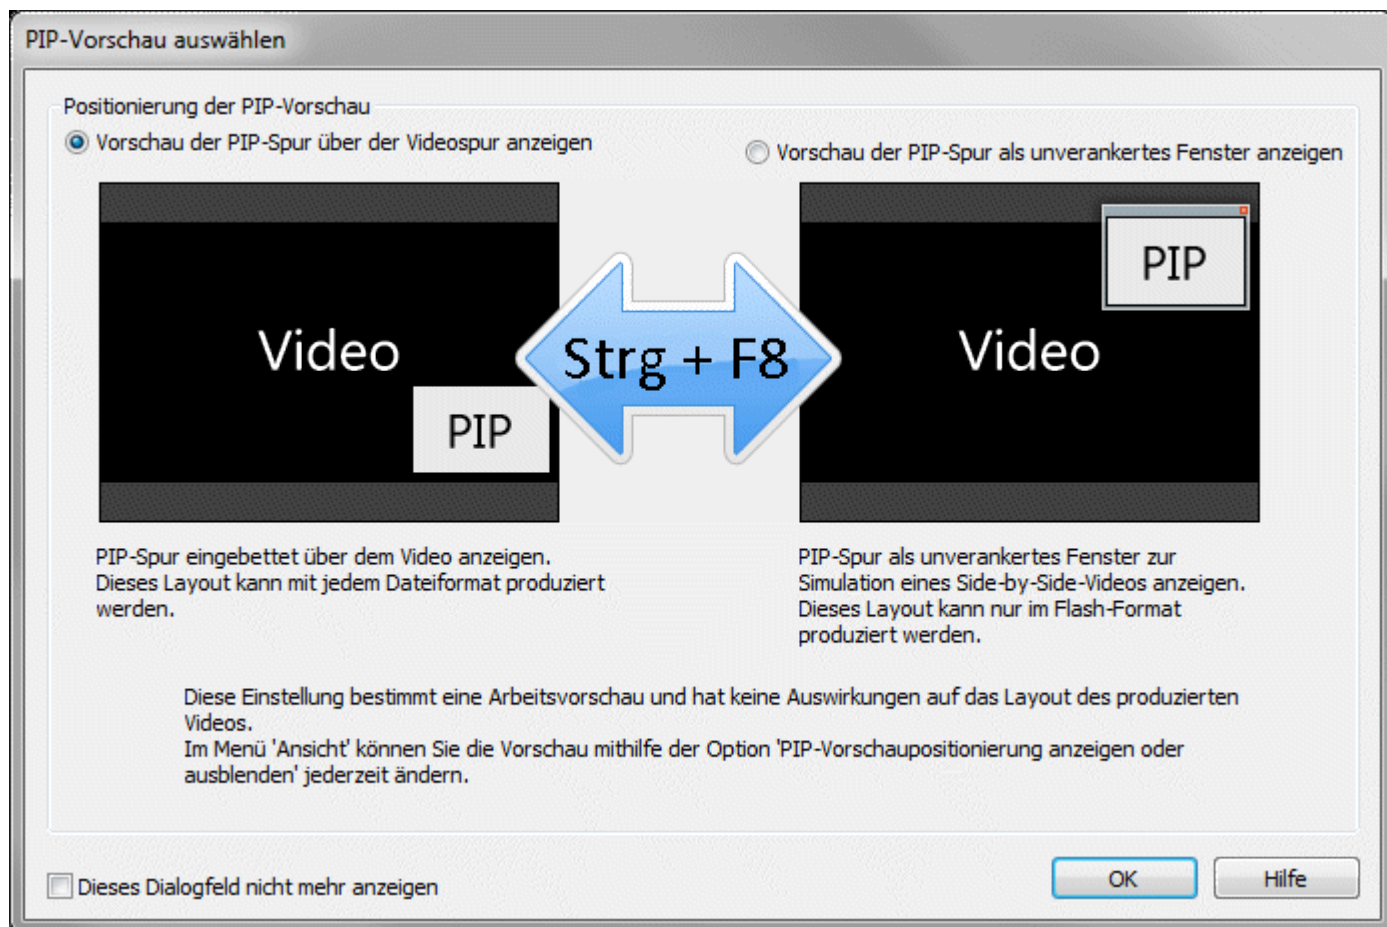 PIP-Vorschau auswählen
Positionierung der PIP-Vorschau
Vorschau der PIP-Spur über der Videospur anzeigen
Vorschau der PIP-Spur als unverankertes Fenster anzeigen
Video
PIP
Strg + F8
Video
PIP
PIP-Spur eingebettet über dem Video anzeigen.
Dieses Layout kann mit jedem Dateiformat produziert
werden.
PIP-Spur als unverankertes Fenster zur
Simulation eines Side-by-Side-Videos anzeigen.
Dieses Layout kann nur im Flash-Format
produziert werden.
Diese Einstellung bestimmt eine Arbeitsvorschau und hat keine Auswirkungen auf das Layout des produzierten
Videos.
Im Menü 'Ansicht' können Sie die Vorschau mithilfe der Option 'PIP-Vorschaupositionierung anzeigen oder
ausblenden' jederzeit ändern.
Dieses Dialogfeld nicht mehr anzeigen
OK
Hilfe